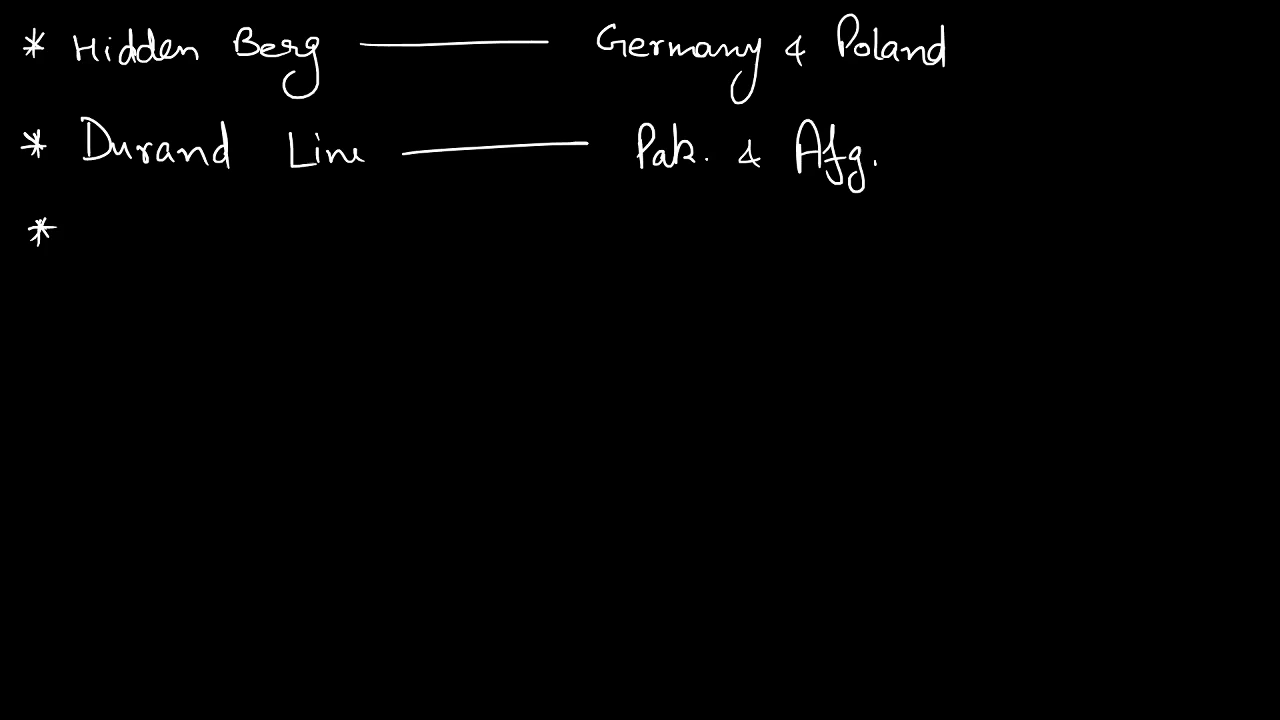 * Hidden Berg —— Germany & Poland
* Durand Line —— Pak. & Afg.
*